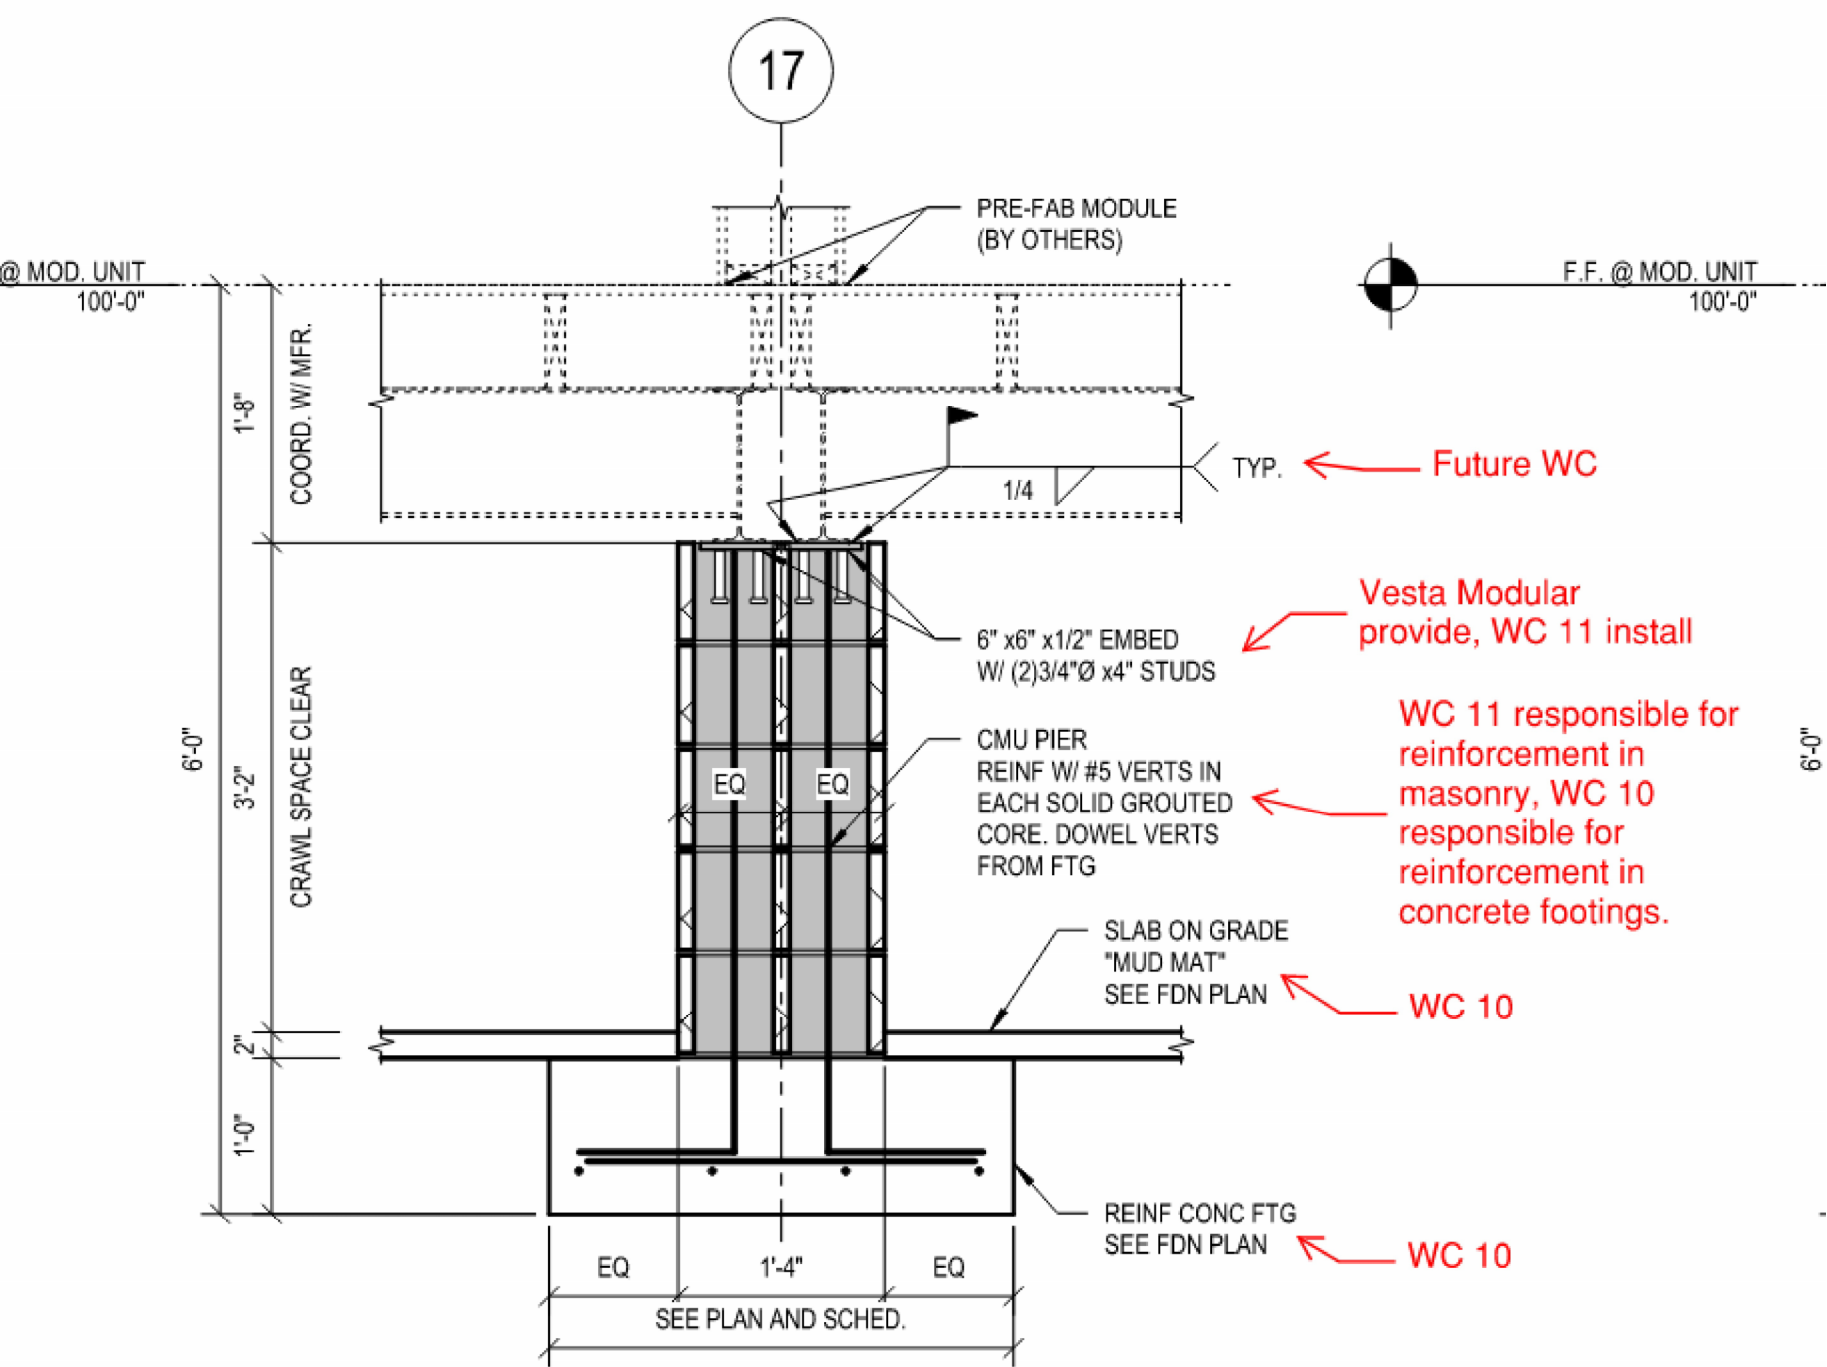 17
PRE-FAB MODULE
(BY OTHERS)
@ MOD. UNIT
100'-0"
F.F. @ MOD. UNIT
100'-0"
1'-8"
COORD. W/ MFR.
1/4
TYP.
Future WC
6" x6" x1/2" EMBED
W/ (2)3/4"Ø x4" STUDS
Vesta Modular
provide, WC 11 install
CMU PIER
REINF W/ #5 VERTS IN
EACH SOLID GROUTED
CORE. DOWEL VERTS
FROM FTG
WC 11 responsible for
reinforcement in
masonry, WC 10
responsible for
reinforcement in
concrete footings.
EQ
EQ
6'-0"
3'-2"
CRAWL SPACE CLEAR
6'-0"
SLAB ON GRADE
"MUD MAT"
SEE FDN PLAN
WC 10
2"
1'-0"
REINF CONC FTG
SEE FDN PLAN
WC 10
EQ
1'-4"
EQ
SEE PLAN AND SCHED.